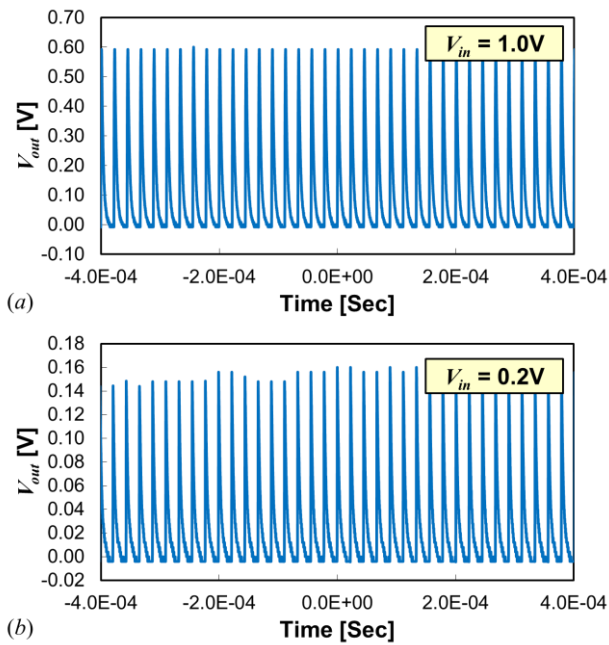 0.60
0.70
V_in = 1.0V
0.50
0.40
0.30
0.20
0.10
0.00
-0.10
V_out [V]
-4.0E-04 -2.0E-04 0.0E+00 2.0E-04 4.0E-04
Time [Sec]
(a)
0.18
0.16
V_in = 0.2V
0.14
0.12
0.10
0.08
0.06
0.04
0.02
0.00
-0.02
V_out [V]
-4.0E-04 -2.0E-04 0.0E+00 2.0E-04 4.0E-04
Time [Sec]
(b)